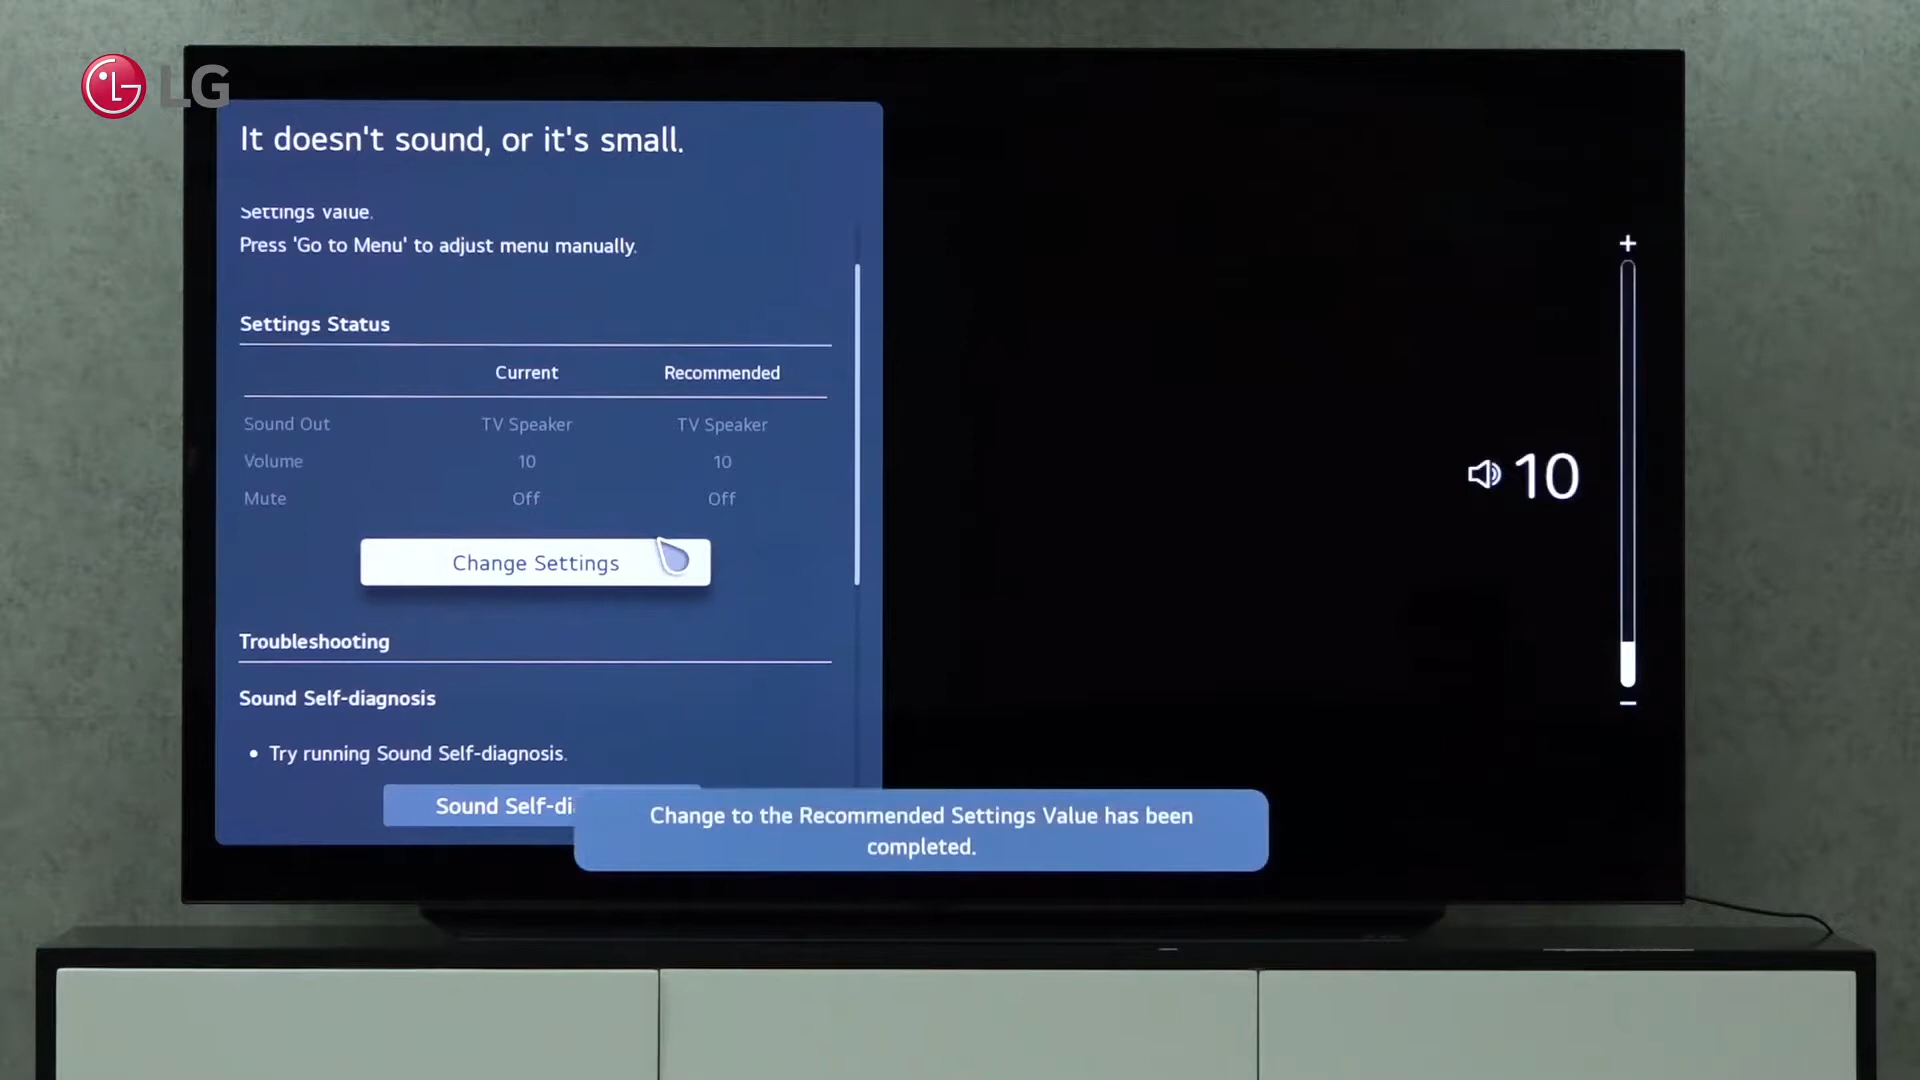 LG
It doesn't sound, or it's small.
Settings Value.
Press 'Go to Menu' to adjust menu manually.
Settings Status
Current Recommended
Sound Out TV Speaker TV Speaker
Volume 10 10
Mute Off Off
Change Settings
Troubleshooting
Sound Self-diagnosis
• Try running Sound Self-diagnosis.
Sound Self-di
Change to the Recommended Settings Value has been
completed.
+
10
−